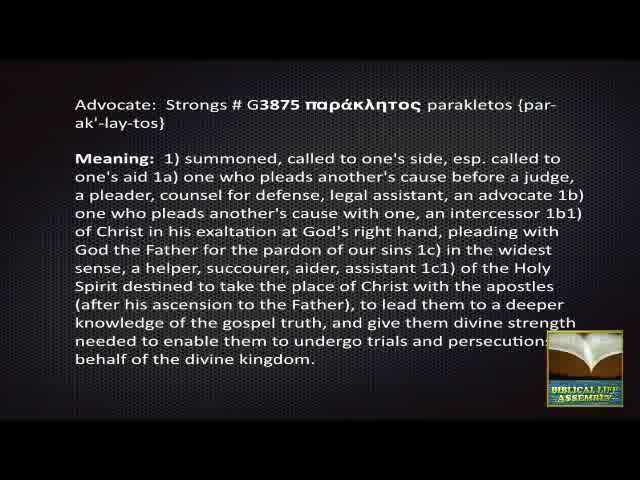 Advocate:  Strongs # G3875 παράκλητος parakletos {par-
ak'-lay-tos}
Meaning:  1) summoned, called to one's side, esp. called to
one's aid 1a) one who pleads another's cause before a judge,
a pleader, counsel for defense, legal assistant, an advocate 1b)
one who pleads another's cause with one, an intercessor 1b1)
of Christ in his exaltation at God's right hand, pleading with
God the Father for the pardon of our sins 1c) in the widest
sense, a helper, succourer, aider, assistant 1c1) of the Holy
Spirit destined to take the place of Christ with the apostles
(after his ascension to the Father), to lead them to a deeper
knowledge of the gospel truth, and give them divine strength
needed to enable them to undergo trials and persecutions
behalf of the divine kingdom.
BIBLICAL LIFE
ASSEMBLY